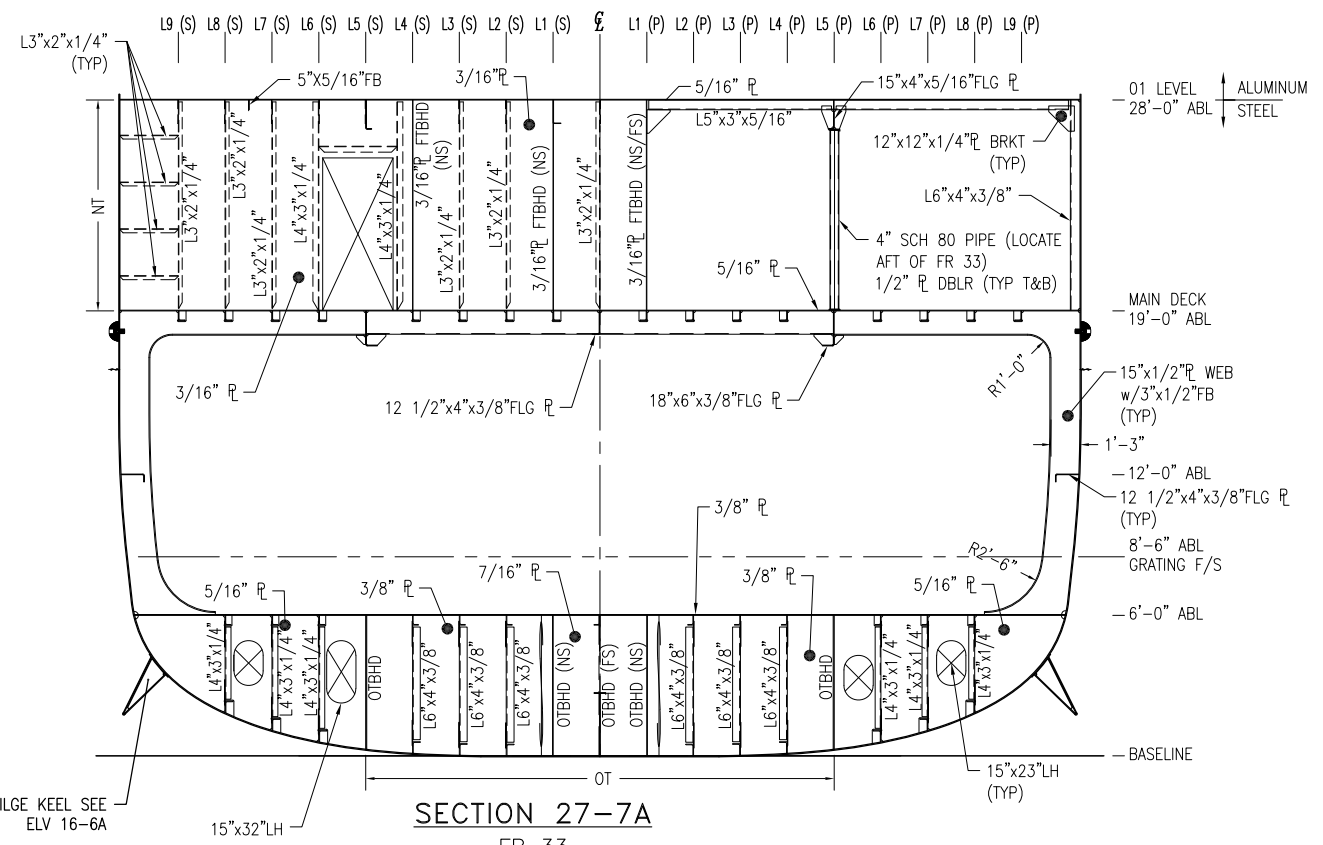 L9 (S) L8 (S) L7 (S) L6 (S) L5 (S) L4 (S) L3 (S) L2 (S) L1 (S) ℄ L1 (P) L2 (P) L3 (P) L4 (P) L5 (P) L6 (P) L7 (P) L8 (P) L9 (P)
L3"x2"x1/4"
(TYP)
5"X5/16"FB
3/16" ℙL
5/16" ℙL
15"x4"x5/16"FLG ℙL
01 LEVEL
28'-0" ABL
ALUMINUM
STEEL
L5"x3"x5/16"
12"x12"x1/4"ℙL BRKT
(TYP)
L6"x4"x3/8"
4" SCH 80 PIPE (LOCATE
AFT OF FR 33)
1/2" ℙL DBLR (TYP T&B)
NT
L3"x2"x1/4"
L3"x2"x1/4"
L3"x2"x1/4"
L4"x3"x1/4"
L4"x3"x1/4"
3/16"ℙL FTBHD
(NS)
L3"x2"x1/4"
L3"x2"x1/4"
3/16"ℙL FTBHD (NS)
L3"x2"x1/4"
3/16"ℙL FTBHD (NS/FS)
5/16" ℙL
MAIN DECK
19'-0" ABL
3/16" ℙL
12 1/2"x4"x3/8"FLG ℙL
18"x6"x3/8"FLG ℙL
R1'-0"
15"x1/2"ℙL WEB
w/3"x1/2"FB
(TYP)
1'-3"
12'-0" ABL
12 1/2"x4"x3/8"FLG ℙL
(TYP)
3/8" ℙL
8'-6" ABL
GRATING F/S
R2'-6"
5/16" ℙL
3/8" ℙL
7/16" ℙL
3/8" ℙL
5/16" ℙL
6'-0" ABL
L4"x3"x1/4"
L4"x3"x1/4"
L4"x3"x1/4"
OTBHD
L6"x4"x3/8"
L6"x4"x3/8"
L6"x4"x3/8"
OTBHD (NS)
OTBHD (FS)
OTBHD (NS)
L6"x4"x3/8"
L6"x4"x3/8"
L6"x4"x3/8"
OTBHD
L4"x3"x1/4"
L4"x3"x1/4"
L4"x3"x1/4"
BASELINE
OT
15"x23"LH
(TYP)
ILGE KEEL SEE
ELV 16-6A
15"x32"LH
SECTION 27-7A
FR 33